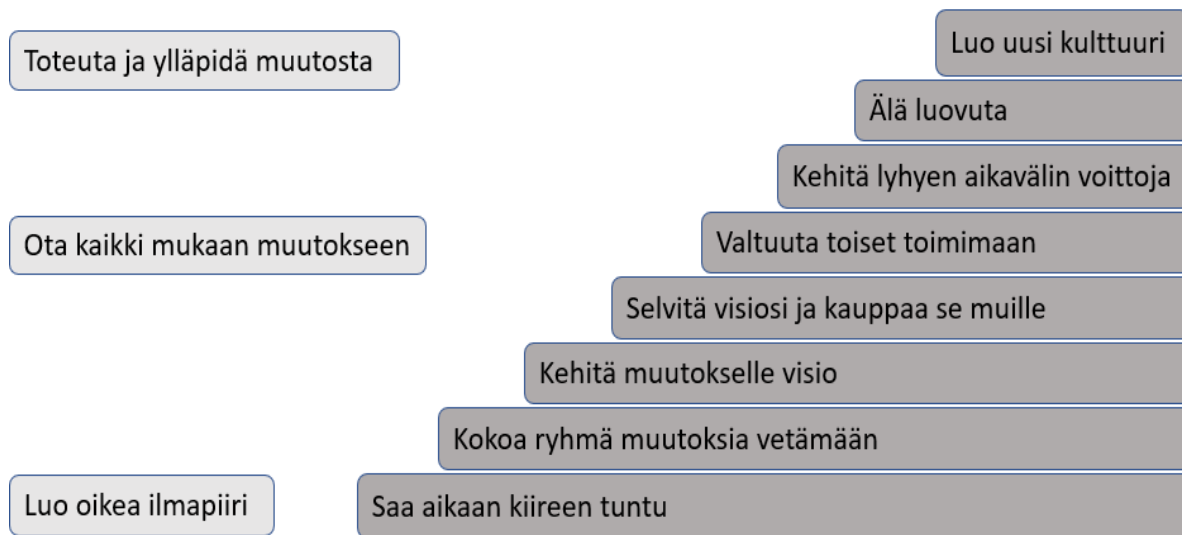 Luo uusi kulttuuri
Toteuta ja ylläpidä muutosta
Älä luovuta
Kehitä lyhyen aikavälin voittoja
Ota kaikki mukaan muutokseen
Valtuuta toiset toimimaan
Selvitä visiosi ja kauppaa se muille
Kehitä muutokselle visio
Kokoa ryhmä muutoksia vetämään
Luo oikea ilmapiiri
Saa aikaan kiireen tuntu